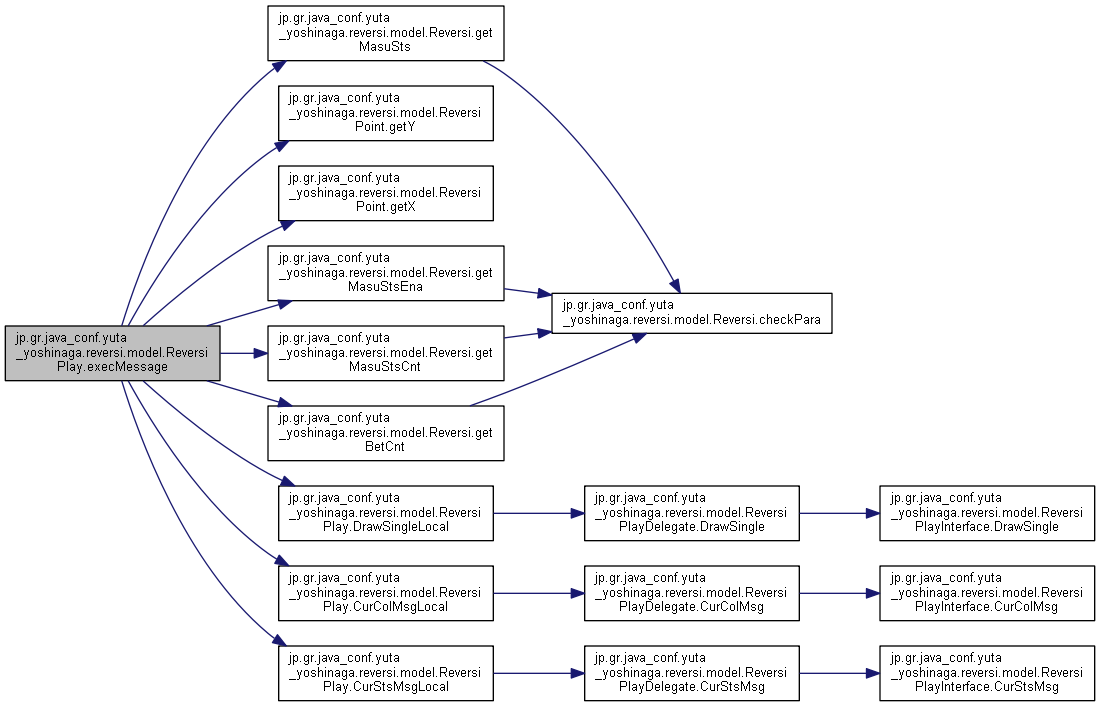 jp.gr.java_conf.yuta
_yoshinaga.reversi.model.Reversi
Play.execMessage
jp.gr.java_conf.yuta
_yoshinaga.reversi.model.Reversi.get
MasuSts
jp.gr.java_conf.yuta
_yoshinaga.reversi.model.Reversi
Point.getY
jp.gr.java_conf.yuta
_yoshinaga.reversi.model.Reversi
Point.getX
jp.gr.java_conf.yuta
_yoshinaga.reversi.model.Reversi.get
MasuStsEna
jp.gr.java_conf.yuta
_yoshinaga.reversi.model.Reversi.get
MasuStsCnt
jp.gr.java_conf.yuta
_yoshinaga.reversi.model.Reversi.get
BetCnt
jp.gr.java_conf.yuta
_yoshinaga.reversi.model.Reversi.checkPara
jp.gr.java_conf.yuta
_yoshinaga.reversi.model.Reversi
Play.DrawSingleLocal
jp.gr.java_conf.yuta
_yoshinaga.reversi.model.Reversi
PlayDelegate.DrawSingle
jp.gr.java_conf.yuta
_yoshinaga.reversi.model.Reversi
PlayInterface.DrawSingle
jp.gr.java_conf.yuta
_yoshinaga.reversi.model.Reversi
Play.CurColMsgLocal
jp.gr.java_conf.yuta
_yoshinaga.reversi.model.Reversi
PlayDelegate.CurColMsg
jp.gr.java_conf.yuta
_yoshinaga.reversi.model.Reversi
PlayInterface.CurColMsg
jp.gr.java_conf.yuta
_yoshinaga.reversi.model.Reversi
Play.CurStsMsgLocal
jp.gr.java_conf.yuta
_yoshinaga.reversi.model.Reversi
PlayDelegate.CurStsMsg
jp.gr.java_conf.yuta
_yoshinaga.reversi.model.Reversi
PlayInterface.CurStsMsg